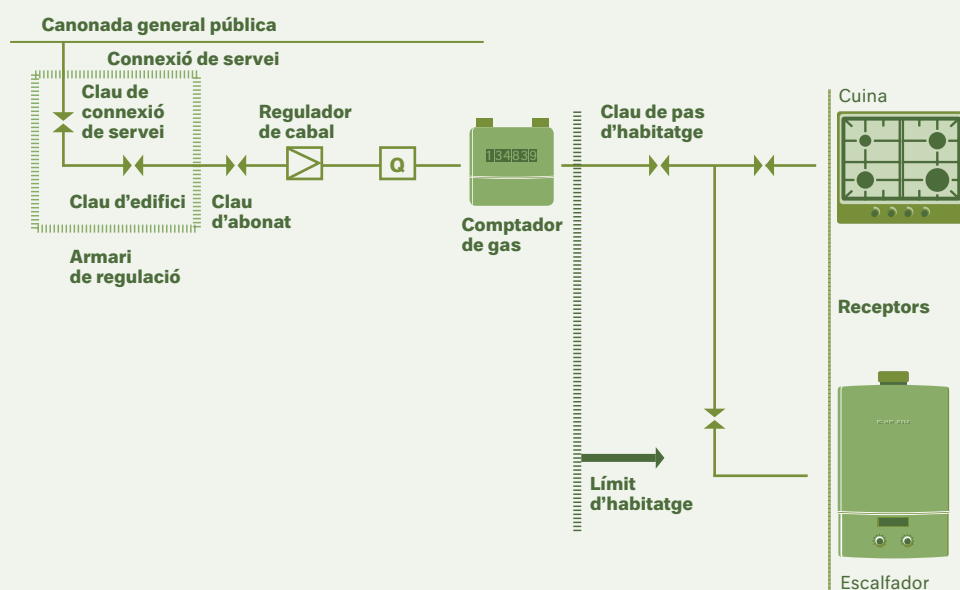 Canonada general pública
Connexió de servei
Clau de
connexió
de servei
Regulador
de cabal
Clau de pas
d'habitatge
Cuina
134839
Q
Clau d'edifici
Clau
d'abonat
Comptador
de gas
Armari
de regulació
Receptors
Límit
d'habitatge
Escalfador